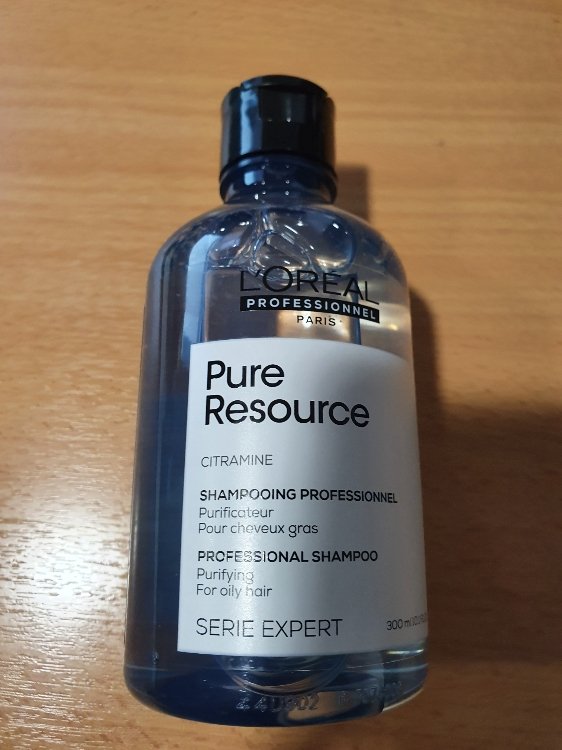 L'ORÉAL
PROFESSIONNEL
PARIS
Pure
Resource
CITRAMINE
SHAMPOOING PROFESSIONNEL
Purificateur
Pour cheveux gras
PROFESSIONAL SHAMPOO
Purifying
For oily hair
SERIE EXPERT
300 ml